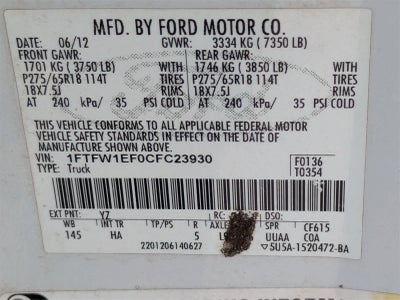 MFD. BY FORD MOTOR CO.
DATE: 06/12 GVWR: 3334 KG ( 7350 LB)
FRONT GAWR: REAR GAWR:
1701 KG ( 3750 LB) 1746 KG ( 3850 LB)
P275/65R18 114T TIRES P275/65R18 114T TIRES
18X7.5J RIMS 18X7.5J RIMS
AT 240 kPa/ 35 PSI COLD AT 240 kPa/ 35 PSI COLD
THIS VEHICLE CONFORMS TO ALL APPLICABLE FEDERAL MOTOR
VEHICLE SAFETY STANDARDS IN EFFECT ON THE DATE OF
MANUFACTURE SHOWN ABOVE.
VIN: 1FTFW1EF0CFC23930 F0136
TYPE: Truck T0354
EXT PNT: YZ RC: DSO:
WB INT TR TP/PS R AXLE SPR CF615
145 HA 5 UUAA COA
2201206140627 5U5A-1520472-BA